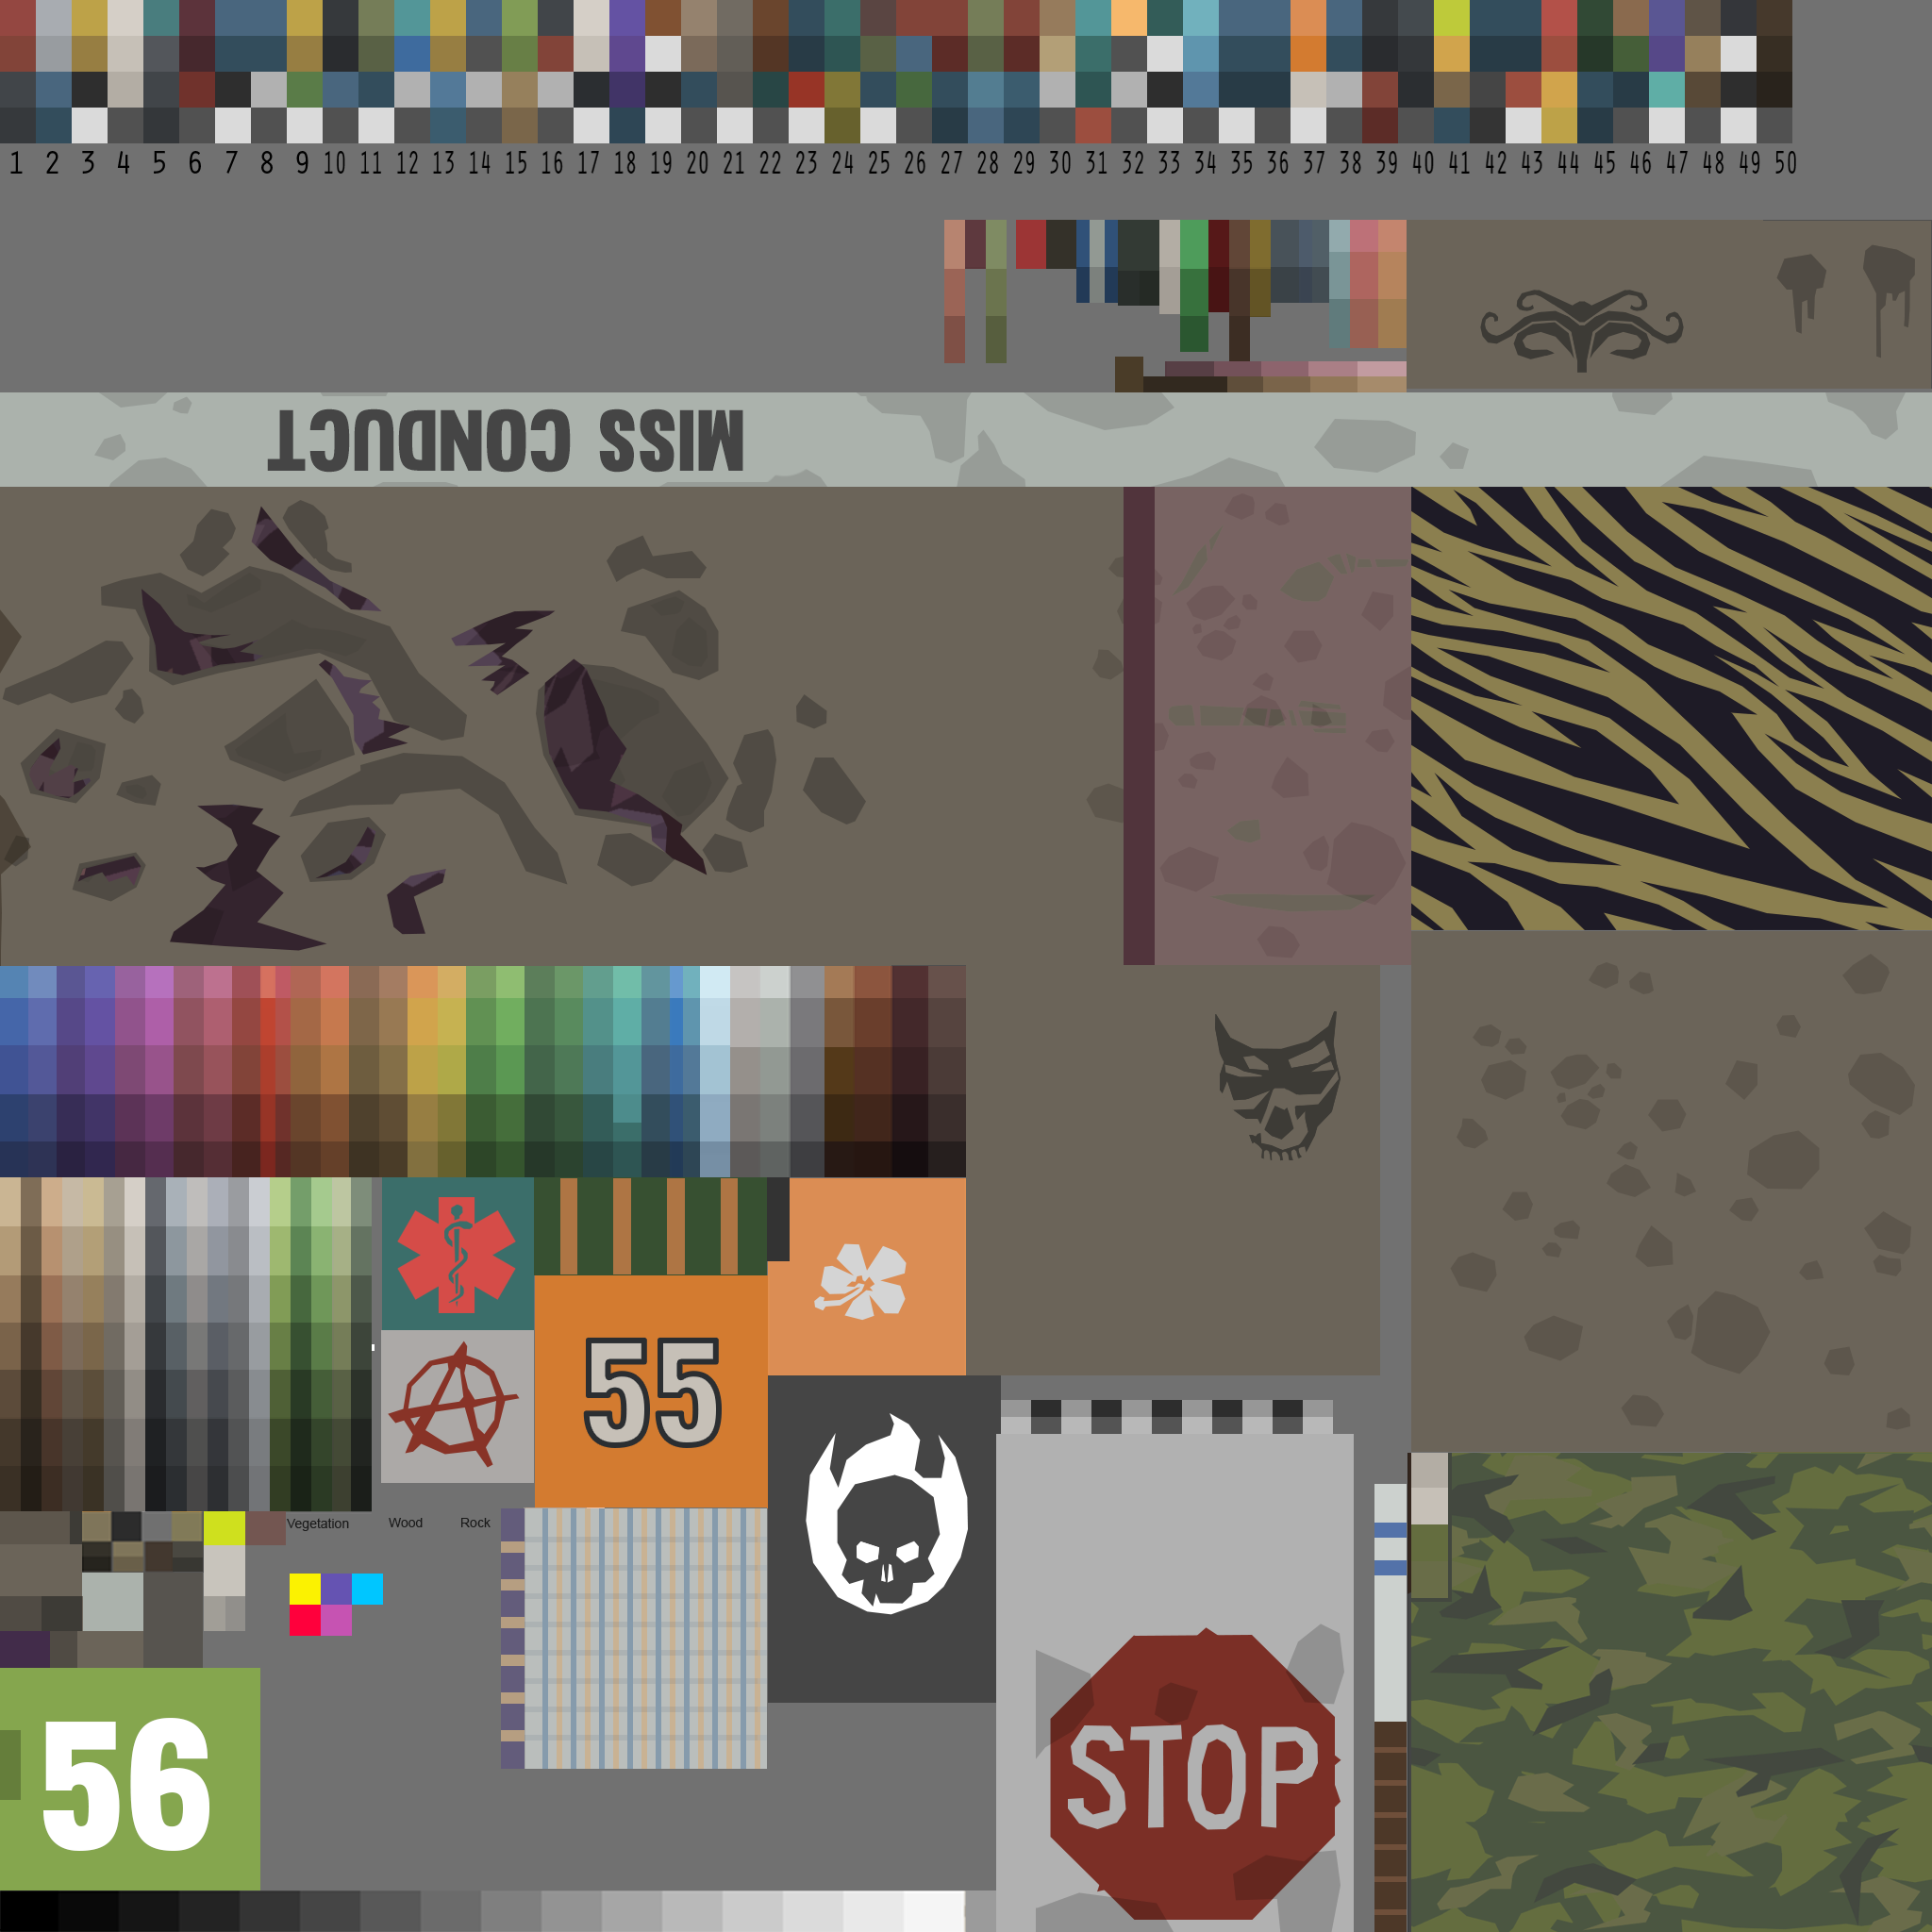 1 2 3 4 5 6 7 8 9 10 11 12 13 14 15 16 17 18 19 20 21 22 23 24 25 26 27 28 29 30 31 32 33 34 35 36 37 38 39 40 41 42 43 44 45 46 47 48 49 50
MISS CONDUCT
55
Vegetation Wood Rock
56
STOP